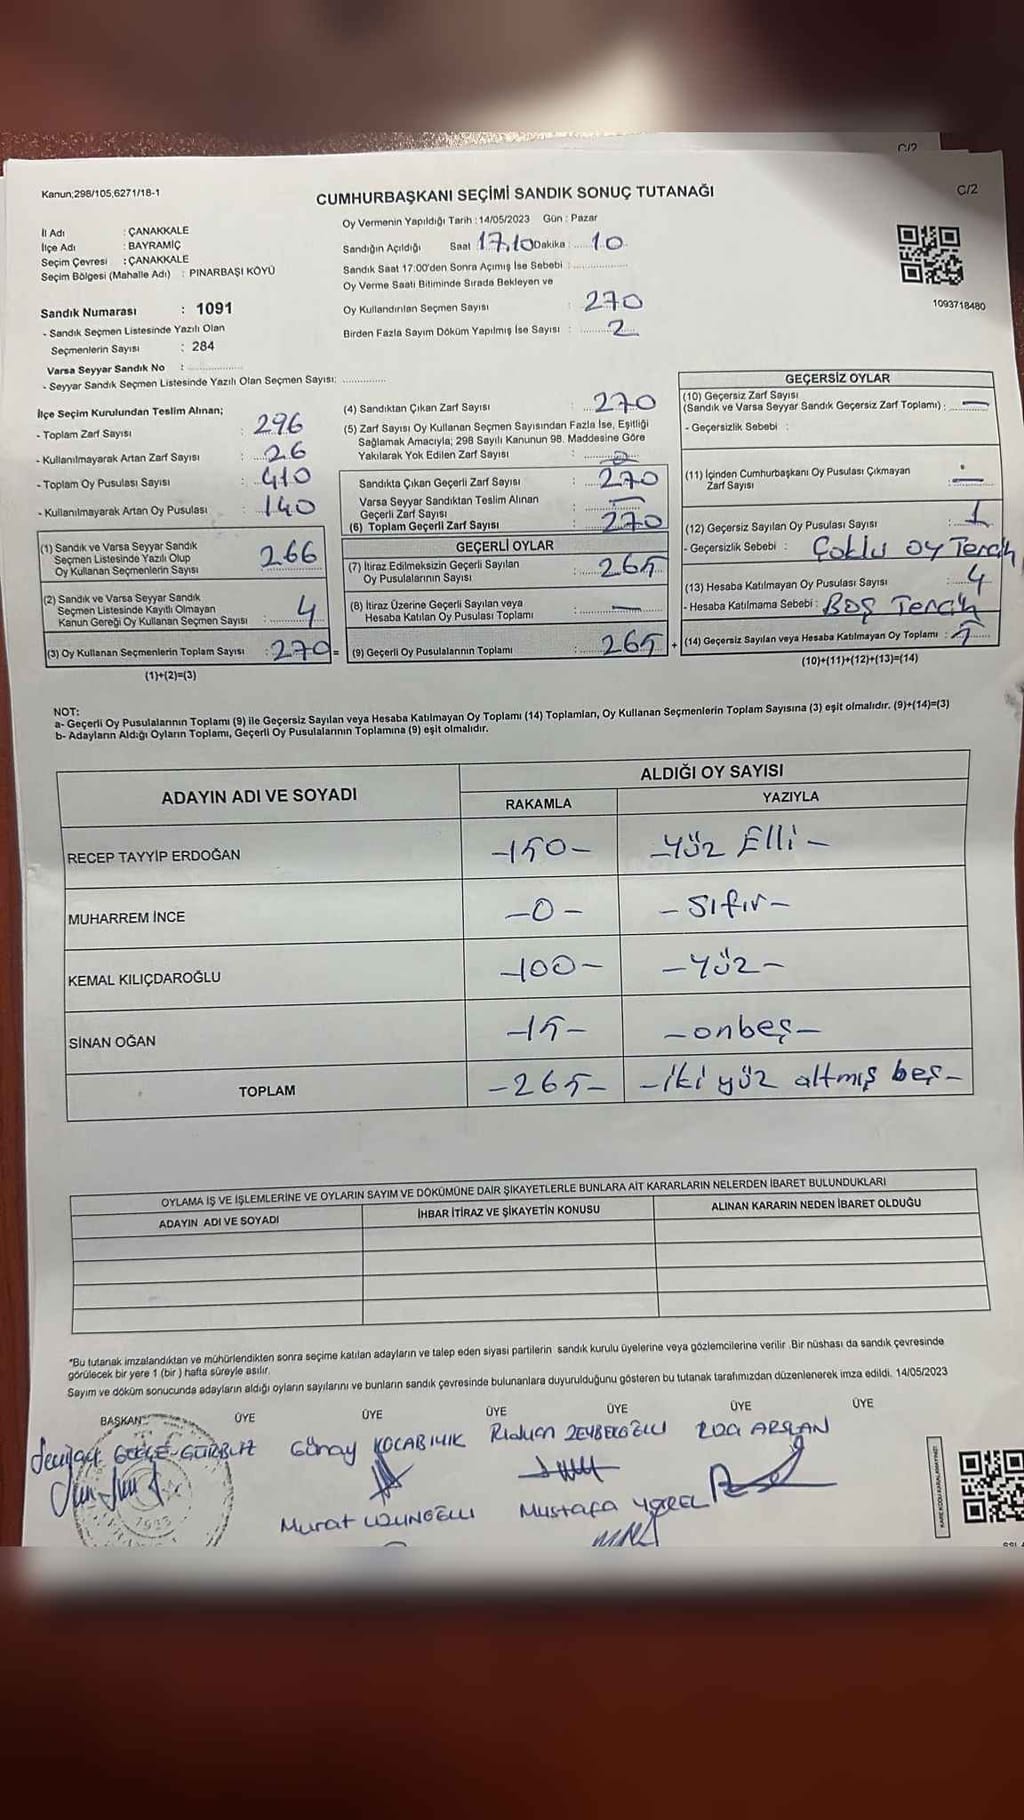 C/2
Kanun;298/105,6271/18-1
CUMHURBAŞKANI SEÇİMİ SANDIK SONUÇ TUTANAĞI
C/2
Oy Vermenin Yapıldığı Tarih : 14/05/2023 Gün : Pazar
İl Adı : ÇANAKKALE
İlçe Adı : BAYRAMİÇ
Seçim Çevresi : ÇANAKKALE
Seçim Bölgesi (Mahalle Adı) : PINARBAŞI KÖYÜ
Sandığın Açıldığı Saat 17.10 Dakika : 10
Sandık Saat 17:00'den Sonra Açımış İse Sebebi :
Oy Verme Saati Bitiminde Sırada Bekleyen ve
Oy Kullandırılan Seçmen Sayısı : 270
Birden Fazla Sayım Döküm Yapılmış İse Sayısı : 2
1093718480
Sandık Numarası : 1091
- Sandık Seçmen Listesinde Yazılı Olan
Seçmenlerin Sayısı : 284
Varsa Seyyar Sandık No :
- Seyyar Sandık Seçmen Listesinde Yazılı Olan Seçmen Sayısı:
İlçe Seçim Kurulundan Teslim Alınan;
- Toplam Zarf Sayısı : 296
- Kullanılmayarak Artan Zarf Sayısı : 26
- Toplam Oy Pusulası Sayısı : 410
- Kullanılmayarak Artan Oy Pusulası : 140
(1) Sandık ve Varsa Seyyar Sandık
Seçmen Listesinde Yazılı Olup
Oy Kullanan Seçmenlerin Sayısı 266
(2) Sandık ve Varsa Seyyar Sandık
Seçmen Listesinde Kayıtlı Olmayan
Kanun Gereği Oy Kullanan Seçmen Sayısı : 4
(3) Oy Kullanan Seçmenlerin Toplam Sayısı : 270 =
(1)+(2)=(3)
(4) Sandıktan Çıkan Zarf Sayısı : 270
(5) Zarf Sayısı Oy Kullanan Seçmen Sayısından Fazla İse, Eşitliği
Sağlamak Amacıyla; 298 Sayılı Kanunun 98. Maddesine Göre
Yakılarak Yok Edilen Zarf Sayısı :
Sandıkta Çıkan Geçerli Zarf Sayısı : 270
Varsa Seyyar Sandıktan Teslim Alınan
Geçerli Zarf Sayısı : —
(6) Toplam Geçerli Zarf Sayısı : 270
GEÇERLİ OYLAR
(7) İtiraz Edilmeksizin Geçerli Sayılan
Oy Pusulalarının Sayısı : 265
(8) İtiraz Üzerine Geçerli Sayılan veya
Hesaba Katılan Oy Pusulası Toplamı : —
(9) Geçerli Oy Pusulalarının Toplamı : 265 +
GEÇERSİZ OYLAR
(10) Geçersiz Zarf Sayısı
(Sandık ve Varsa Seyyar Sandık Geçersiz Zarf Toplamı) : —
- Geçersizlik Sebebi :
(11) İçinden Cumhurbaşkanı Oy Pusulası Çıkmayan
Zarf Sayısı : —
(12) Geçersiz Sayılan Oy Pusulası Sayısı : 1
- Geçersizlik Sebebi : Çoklu oy Tercih
(13) Hesaba Katılmayan Oy Pusulası Sayısı : 4
- Hesaba Katılmama Sebebi : Boş Tercih
(14) Geçersiz Sayılan veya Hesaba Katılmayan Oy Toplamı : 5
(10)+(11)+(12)+(13)=(14)
NOT:
a- Geçerli Oy Pusulalarının Toplamı (9) ile Geçersiz Sayılan veya Hesaba Katılmayan Oy Toplamı (14) Toplamları, Oy Kullanan Seçmenlerin Toplam Sayısına (3) eşit olmalıdır. (9)+(14)=(3)
b- Adayların Aldığı Oyların Toplamı, Geçerli Oy Pusulalarının Toplamına (9) eşit olmalıdır.
ADAYIN ADI VE SOYADI
ALDIĞI OY SAYISI
RAKAMLA YAZIYLA
RECEP TAYYİP ERDOĞAN -150- -Yüz Elli-
MUHARREM İNCE -0- -Sıfır-
KEMAL KILIÇDAROĞLU -100- -Yüz-
SİNAN OĞAN -15- -onbeş-
TOPLAM -265- -iki yüz altmış beş-
OYLAMA İŞ VE İŞLEMLERİNE VE OYLARIN SAYIM VE DÖKÜMÜNE DAİR ŞİKAYETLERLE BUNLARA AİT KARARLARIN NELERDEN İBARET BULUNDUKLARI
ADAYIN ADI VE SOYADI İHBAR İTİRAZ VE ŞİKAYETİN KONUSU ALINAN KARARIN NEDEN İBARET OLDUĞU
*Bu tutanak imzalandıktan ve mühürlendikten sonra seçime katılan adayların ve talep eden siyasi partilerin sandık kurulu üyelerine veya gözlemcilerine verilir .Bir nüshası da sandık çevresinde
görülecek bir yere 1 (bir ) hafta süreyle asılır.
Sayım ve döküm sonucunda adayların aldığı oyların sayılarını ve bunların sandık çevresinde bulunanlara duyurulduğunu gösteren bu tutanak tarafımızdan düzenlenerek imza edildi. 14/05/2023
BAŞKAN ÜYE ÜYE ÜYE ÜYE ÜYE ÜYE
GÖKÇE-GÜRBÜZ Günay KOCABIYIK Rıdvan ZEYBEKOĞLU ARSLAN
Murat UZUNOĞLU Mustafa YÖREL
1923